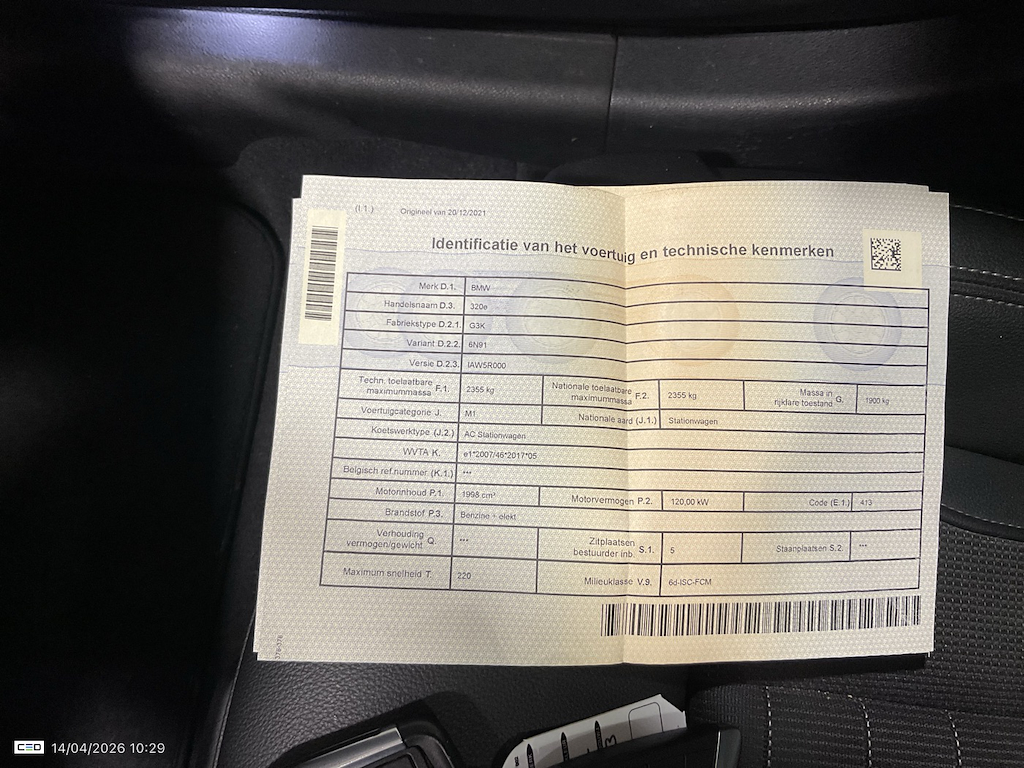 (I.1.) Origineel van 20/12/2021
Identificatie van het voertuig en technische kenmerken
Merk D.1. BMW
Handelsnaam D.3. 320e
Fabriekstype D.2.1. G3K
Variant D.2.2. 6N91
Versie D.2.3. IAW5R000
Techn. toelaatbare maximummassa F.1. 2355 kg Nationale toelaatbare maximummassa F.2. 2355 kg Massa in rijklare toestand G. 1900 kg
Voertuigcategorie J. M1 Nationale aard (J.1.) Stationwagen
Koetswerktype (J.2.) AC Stationwagen
WVTA K. e1*2007/46*2017*05
Belgisch ref.nummer (K.1.) ***
Motorinhoud P.1. 1998 cm³ Motorvermogen P.2. 120,00 kW Code (E.1.) 413
Brandstof P.3. Benzine + elekt
Verhouding vermogen/gewicht Q. *** Zitplaatsen bestuurder inb. S.1. 5 Staanplaatsen S.2. ***
Maximum snelheid T. 220 Milieuklasse V.9. 6d-ISC-FCM
14/04/2026 10:29